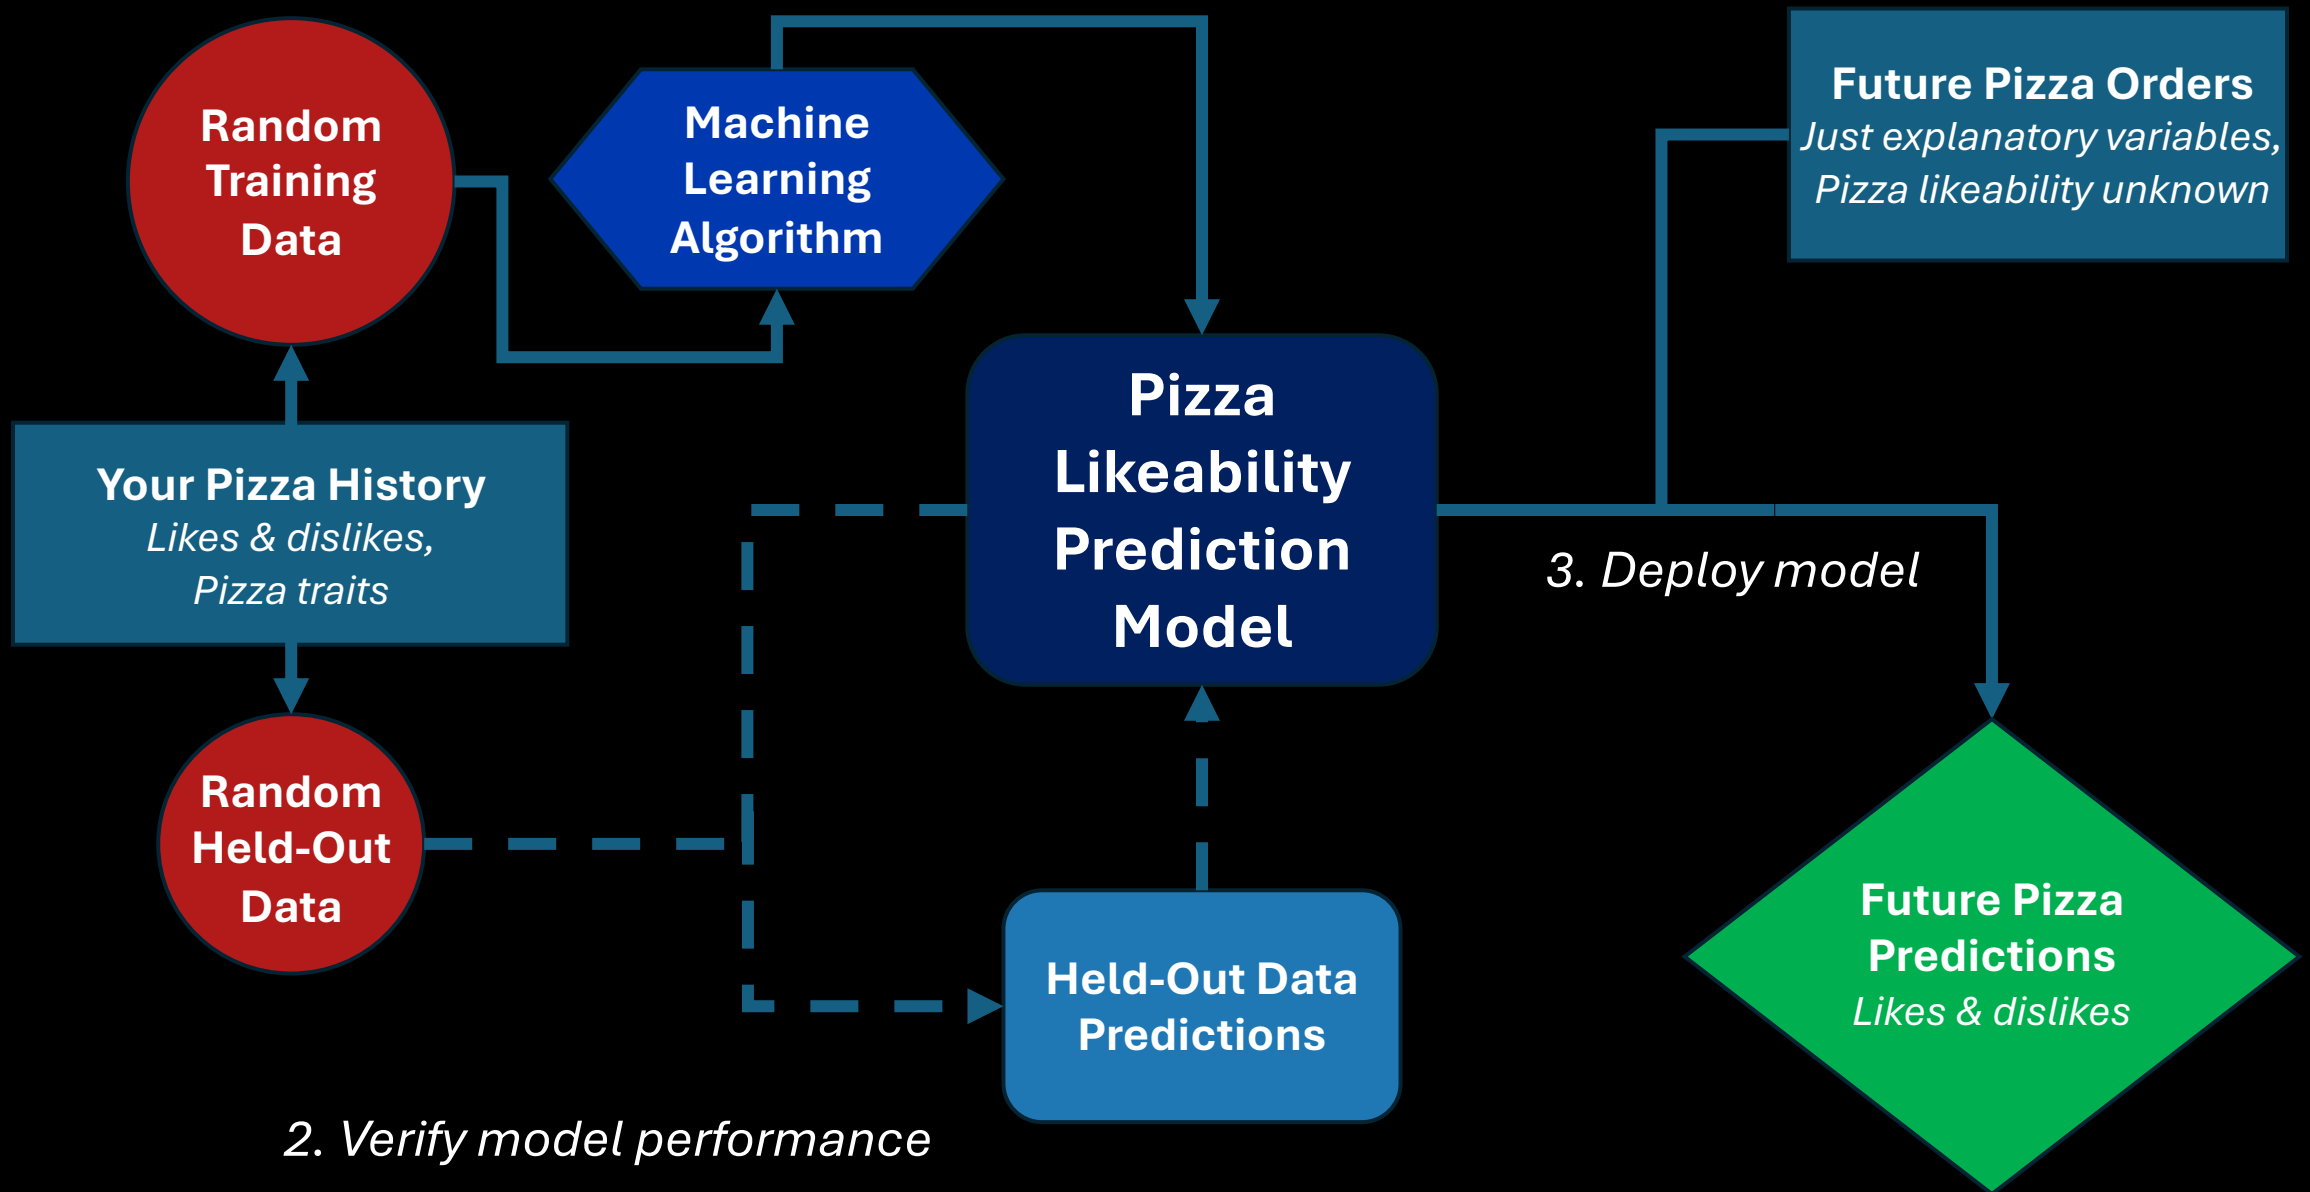 Random
Training
Data
Machine
Learning
Algorithm
Future Pizza Orders
Just explanatory variables,
Pizza likeability unknown
Your Pizza History
Likes & dislikes,
Pizza traits
Pizza
Likeability
Prediction
Model
3. Deploy model
Random
Held-Out
Data
Held-Out Data
Predictions
Future Pizza
Predictions
Likes & dislikes
2. Verify model performance